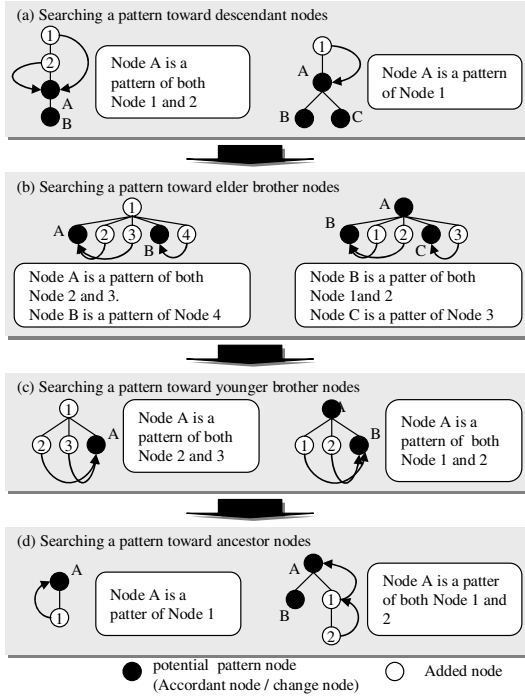 (a) Searching a pattern toward descendant nodes
1
2
A
B
Node A is a
pattern of both
Node 1 and 2
1
A
B
C
Node A is a pattern
of Node 1
(b) Searching a pattern toward elder brother nodes
1
A
2
3
B
4
Node A is a pattern of both
Node 2 and 3.
Node B is a pattern of Node 4
A
B
1
2
C
3
Node B is a patter of both
Node 1and 2
Node C is a patter of Node 3
(c) Searching a pattern toward younger brother nodes
1
2
3
A
Node A is a
pattern of both
Node 2 and 3
A
1
2
B
Node A is a
pattern of both
Node 1 and 2
(d) Searching a pattern toward ancestor nodes
A
1
Node A is a
patter of Node 1
A
B
1
2
Node A is a patter
of both Node 1 and
2
potential pattern node
(Accordant node / change node)
Added node